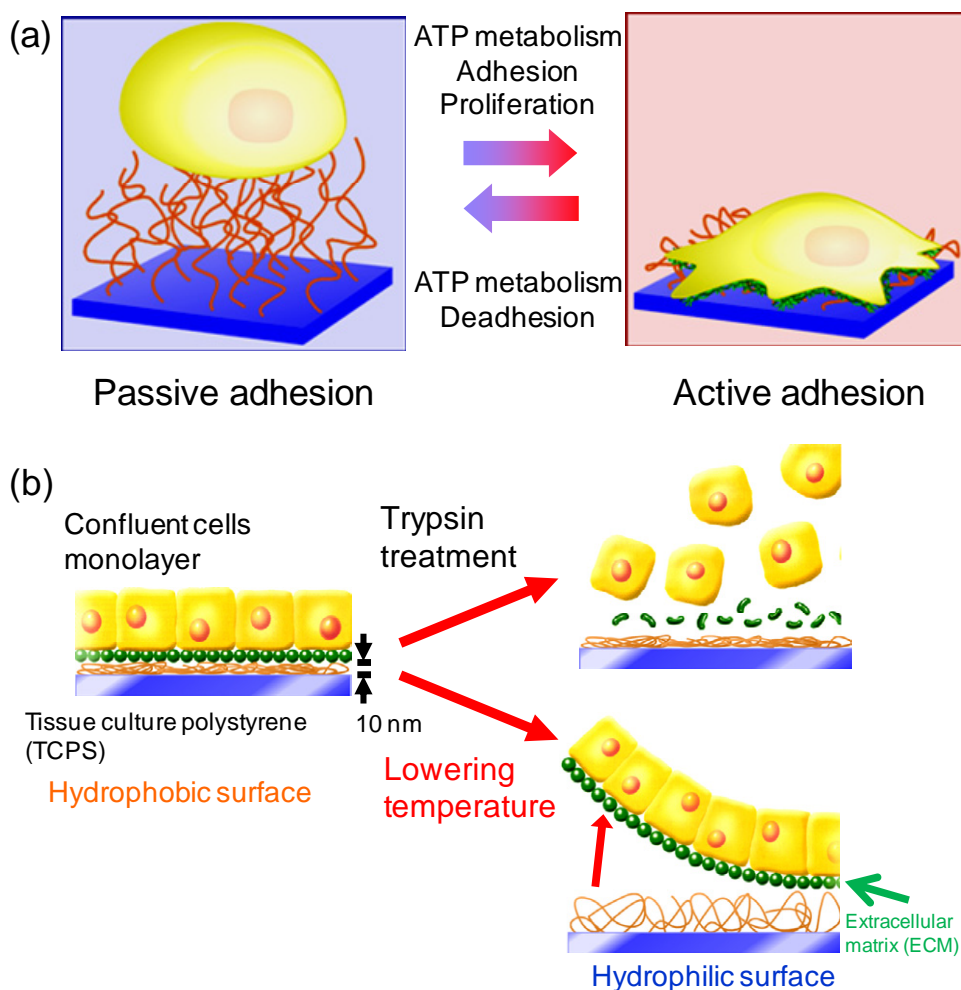 (a)
ATP metabolism
Adhesion
Proliferation
ATP metabolism
Deadhesion
Passive adhesion
Active adhesion
(b)
Confluent cells
monolayer
Trypsin
treatment
10 nm
Tissue culture polystyrene
(TCPS)
Hydrophobic surface
Lowering
temperature
Extracellular
matrix (ECM)
Hydrophilic surface